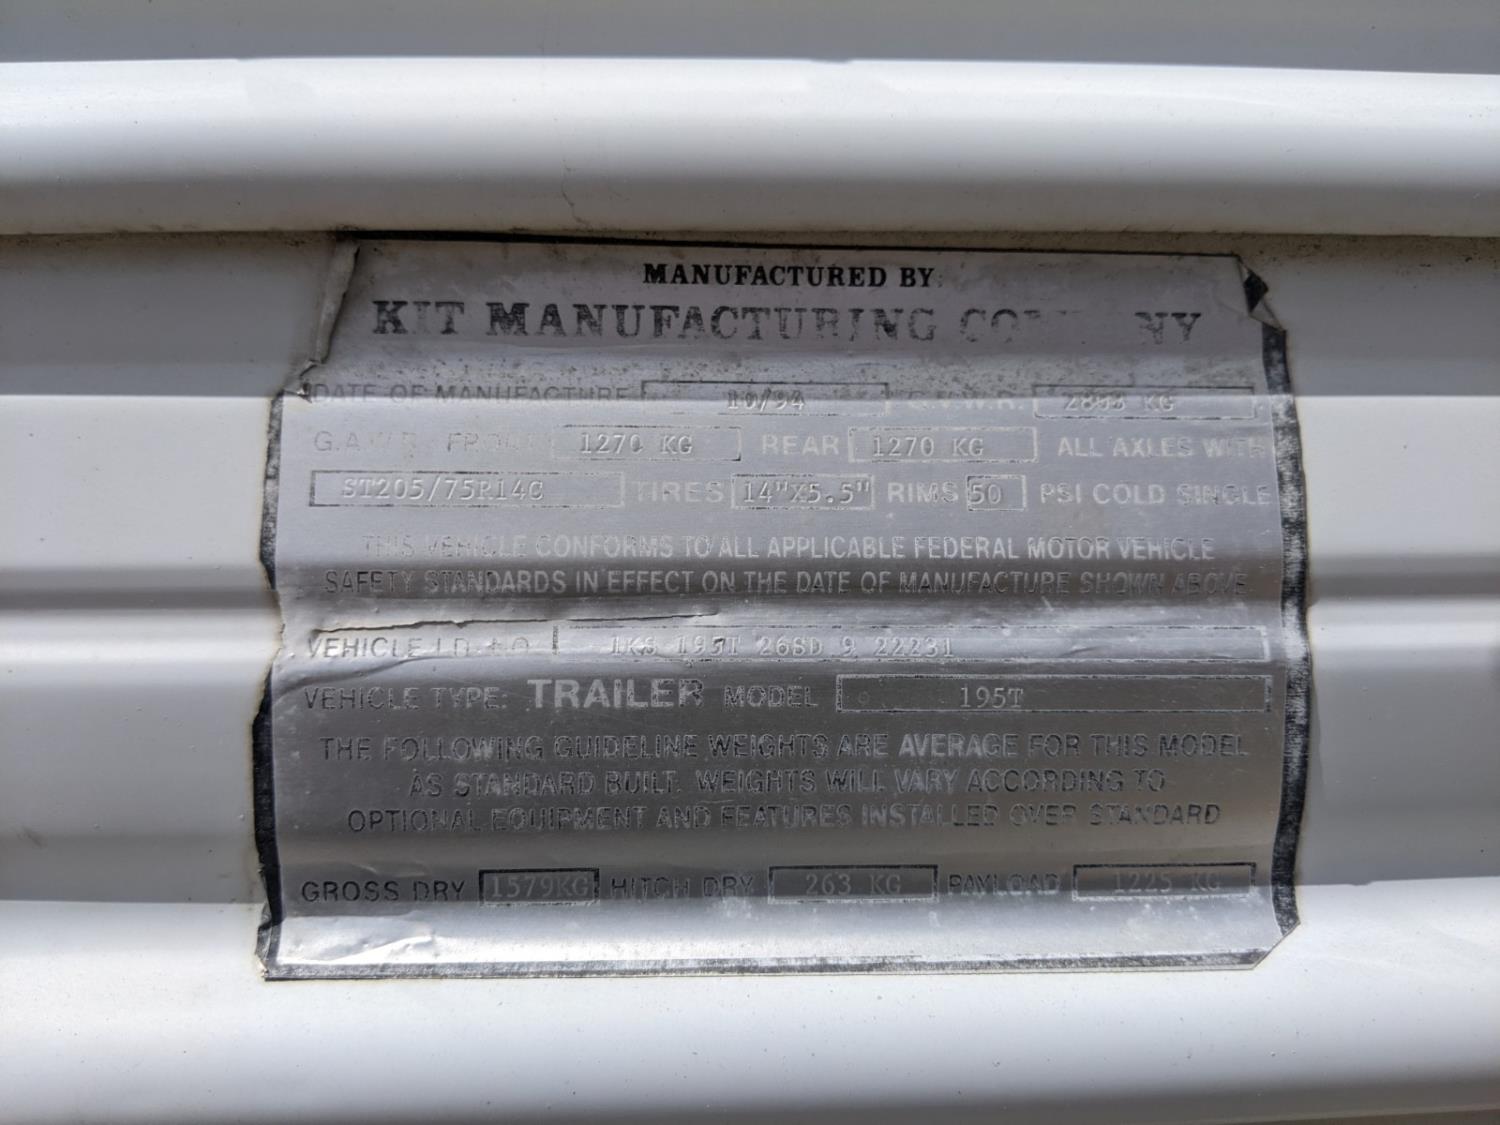 MANUFACTURED BY:
KIT MANUFACTURING COMPANY
DATE OF MANUFACTURE 10/94 G.V.W.R. 2803 KG
G.A.W.R. FRONT 1270 KG REAR 1270 KG ALL AXLES WITH
ST205/75R14C TIRES 14"X5.5" RIMS 50 PSI COLD SINGLE
THIS VEHICLE CONFORMS TO ALL APPLICABLE FEDERAL MOTOR VEHICLE
SAFETY STANDARDS IN EFFECT ON THE DATE OF MANUFACTURE SHOWN ABOVE
VEHICLE I.D. NO. 1KS 195T 26SD 9 22231
VEHICLE TYPE: TRAILER MODEL 195T
THE FOLLOWING GUIDELINE WEIGHTS ARE AVERAGE FOR THIS MODEL
AS STANDARD BUILT. WEIGHTS WILL VARY ACCORDING TO
OPTIONAL EQUIPMENT AND FEATURES INSTALLED OVER STANDARD
GROSS DRY 1579KG HITCH DRY 263 KG PAYLOAD 1225 KG